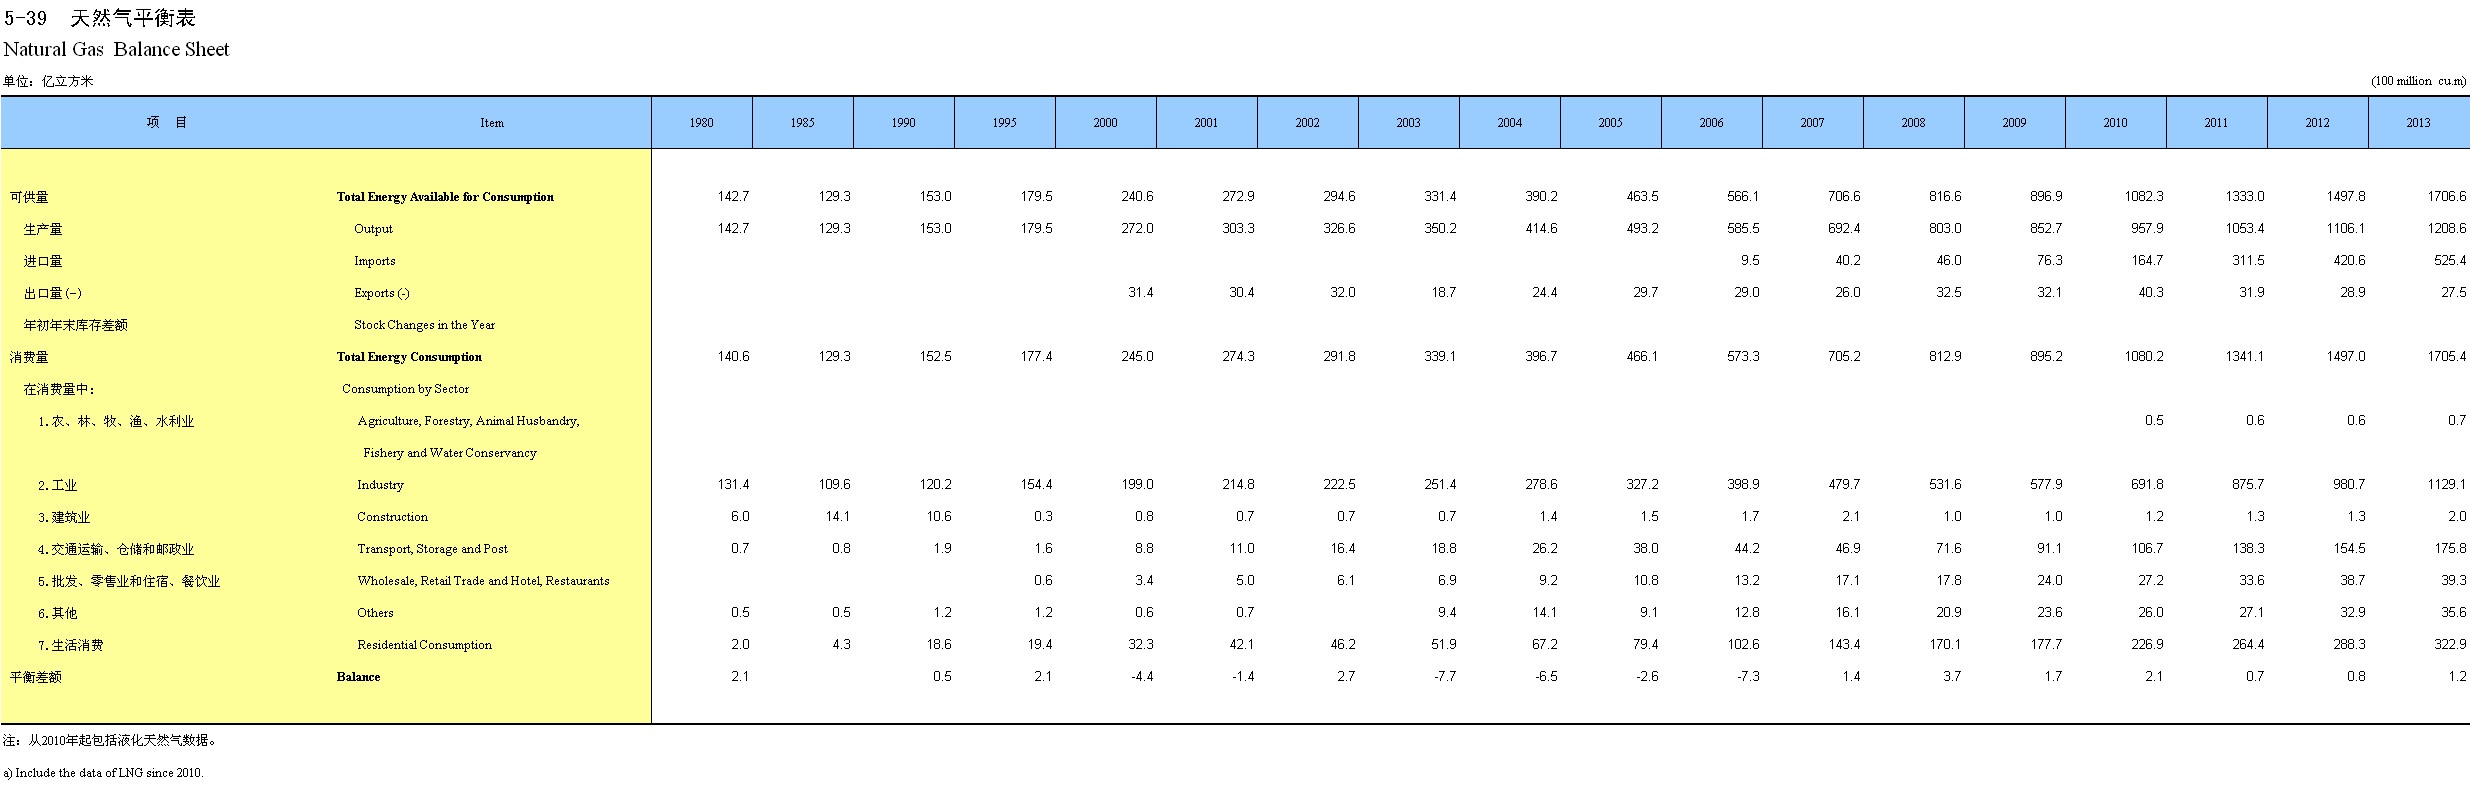 5-39 天然气平衡表
Natural Gas Balance Sheet
单位：亿立方米 (100 million cu.m)
项 目 Item 1980 1985 1990 1995 2000 2001 2002 2003 2004 2005 2006 2007 2008 2009 2010 2011 2012 2013
可供量 Total Energy Available for Consumption 142.7 129.3 153.0 179.5 240.6 272.9 294.6 331.4 390.2 463.5 566.1 706.6 816.6 896.9 1082.3 1333.0 1497.8 1706.6
生产量 Output 142.7 129.3 153.0 179.5 272.0 303.3 326.6 350.2 414.6 493.2 585.5 692.4 803.0 852.7 957.9 1053.4 1106.1 1208.6
进口量 Imports 9.5 40.2 46.0 76.3 164.7 311.5 420.6 525.4
出口量(-) Exports (-) 31.4 30.4 32.0 18.7 24.4 29.7 29.0 26.0 32.5 32.1 40.3 31.9 28.9 27.5
年初年末库存差额 Stock Changes in the Year
消费量 Total Energy Consumption 140.6 129.3 152.5 177.4 245.0 274.3 291.8 339.1 396.7 466.1 573.3 705.2 812.9 895.2 1080.2 1341.1 1497.0 1705.4
在消费量中： Consumption by Sector
1.农、林、牧、渔、水利业 Agriculture, Forestry, Animal Husbandry, 0.5 0.6 0.6 0.7
Fishery and Water Conservancy
2.工业 Industry 131.4 109.6 120.2 154.4 199.0 214.8 222.5 251.4 278.6 327.2 398.9 479.7 531.6 577.9 691.8 875.7 980.7 1129.1
3.建筑业 Construction 6.0 14.1 10.6 0.3 0.8 0.7 0.7 0.7 1.4 1.5 1.7 2.1 1.0 1.0 1.2 1.3 1.3 2.0
4.交通运输、仓储和邮政业 Transport, Storage and Post 0.7 0.8 1.9 1.6 8.8 11.0 16.4 18.8 26.2 38.0 44.2 46.9 71.6 91.1 106.7 138.3 154.5 175.8
5.批发、零售业和住宿、餐饮业 Wholesale, Retail Trade and Hotel, Restaurants 0.6 3.4 5.0 6.1 6.9 9.2 10.8 13.2 17.1 17.8 24.0 27.2 33.6 38.7 39.3
6.其他 Others 0.5 0.5 1.2 1.2 0.6 0.7 9.4 14.1 9.1 12.8 16.1 20.9 23.6 26.0 27.1 32.9 35.6
7.生活消费 Residential Consumption 2.0 4.3 18.6 19.4 32.3 42.1 46.2 51.9 67.2 79.4 102.6 143.4 170.1 177.7 226.9 264.4 288.3 322.9
平衡差额 Balance 2.1 0.5 2.1 -4.4 -1.4 2.7 -7.7 -6.5 -2.6 -7.3 1.4 3.7 1.7 2.1 0.7 0.8 1.2
注：从2010年起包括液化天然气数据。
a) Include the data of LNG since 2010.